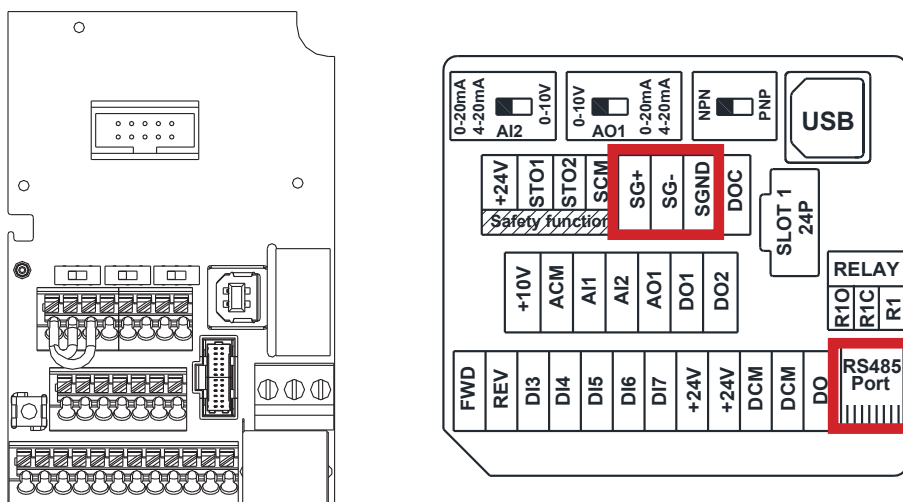 0-20mA
4-20mA
AI2
0-10V
0-10V
AO1
0-20mA
4-20mA
NPN
PNP
USB
+24V
STO1
STO2
SCM
SG+
SG-
SGND
DOC
Safety function
SLOT 1
24P
+10V
ACM
AI1
AI2
AO1
DO1
DO2
RELAY
R1O
R1C
R1
FWD
REV
DI3
DI4
DI5
DI6
DI7
+24V
+24V
DCM
DCM
DO
RS485
Port